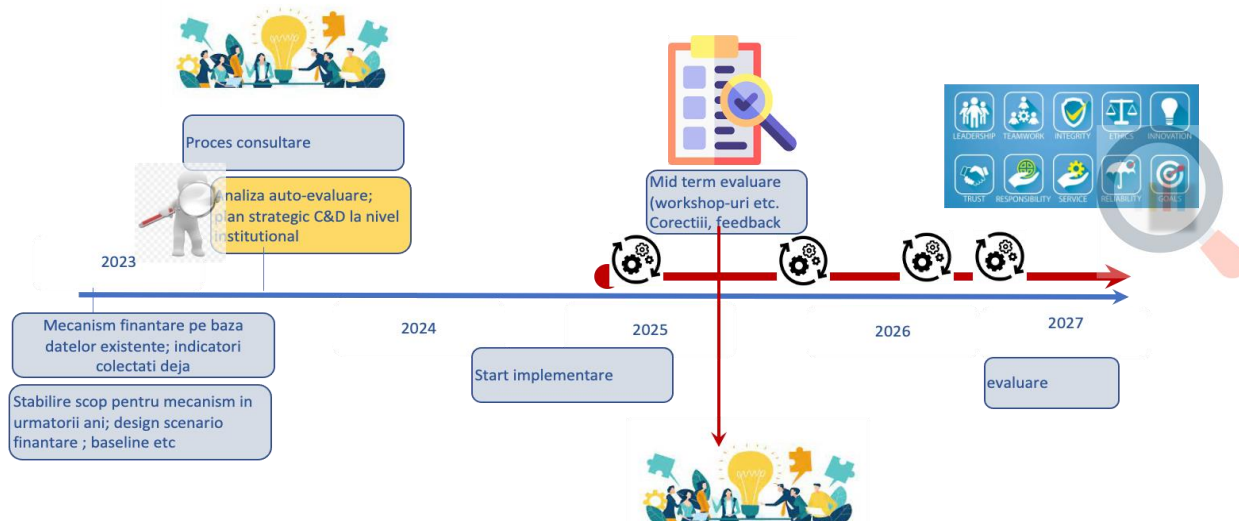 Proces consultare
Analiza auto-evaluare;
plan strategic C&D la nivel
institutional
Mid term evaluare
(workshop-uri etc.
Corectiii, feedback
LEADERSHIP TEAMWORK INTEGRITY ETHICS INNOVATION
TRUST RESPONSIBILITY SERVICE RELIABILITY GOALS
2023
2024
2025
2026
2027
Mecanism finantare pe baza
datelor existente; indicatori
colectati deja
Stabilire scop pentru mecanism in
urmatorii ani; design scenario
finantare ; baseline etc
Start implementare
evaluare